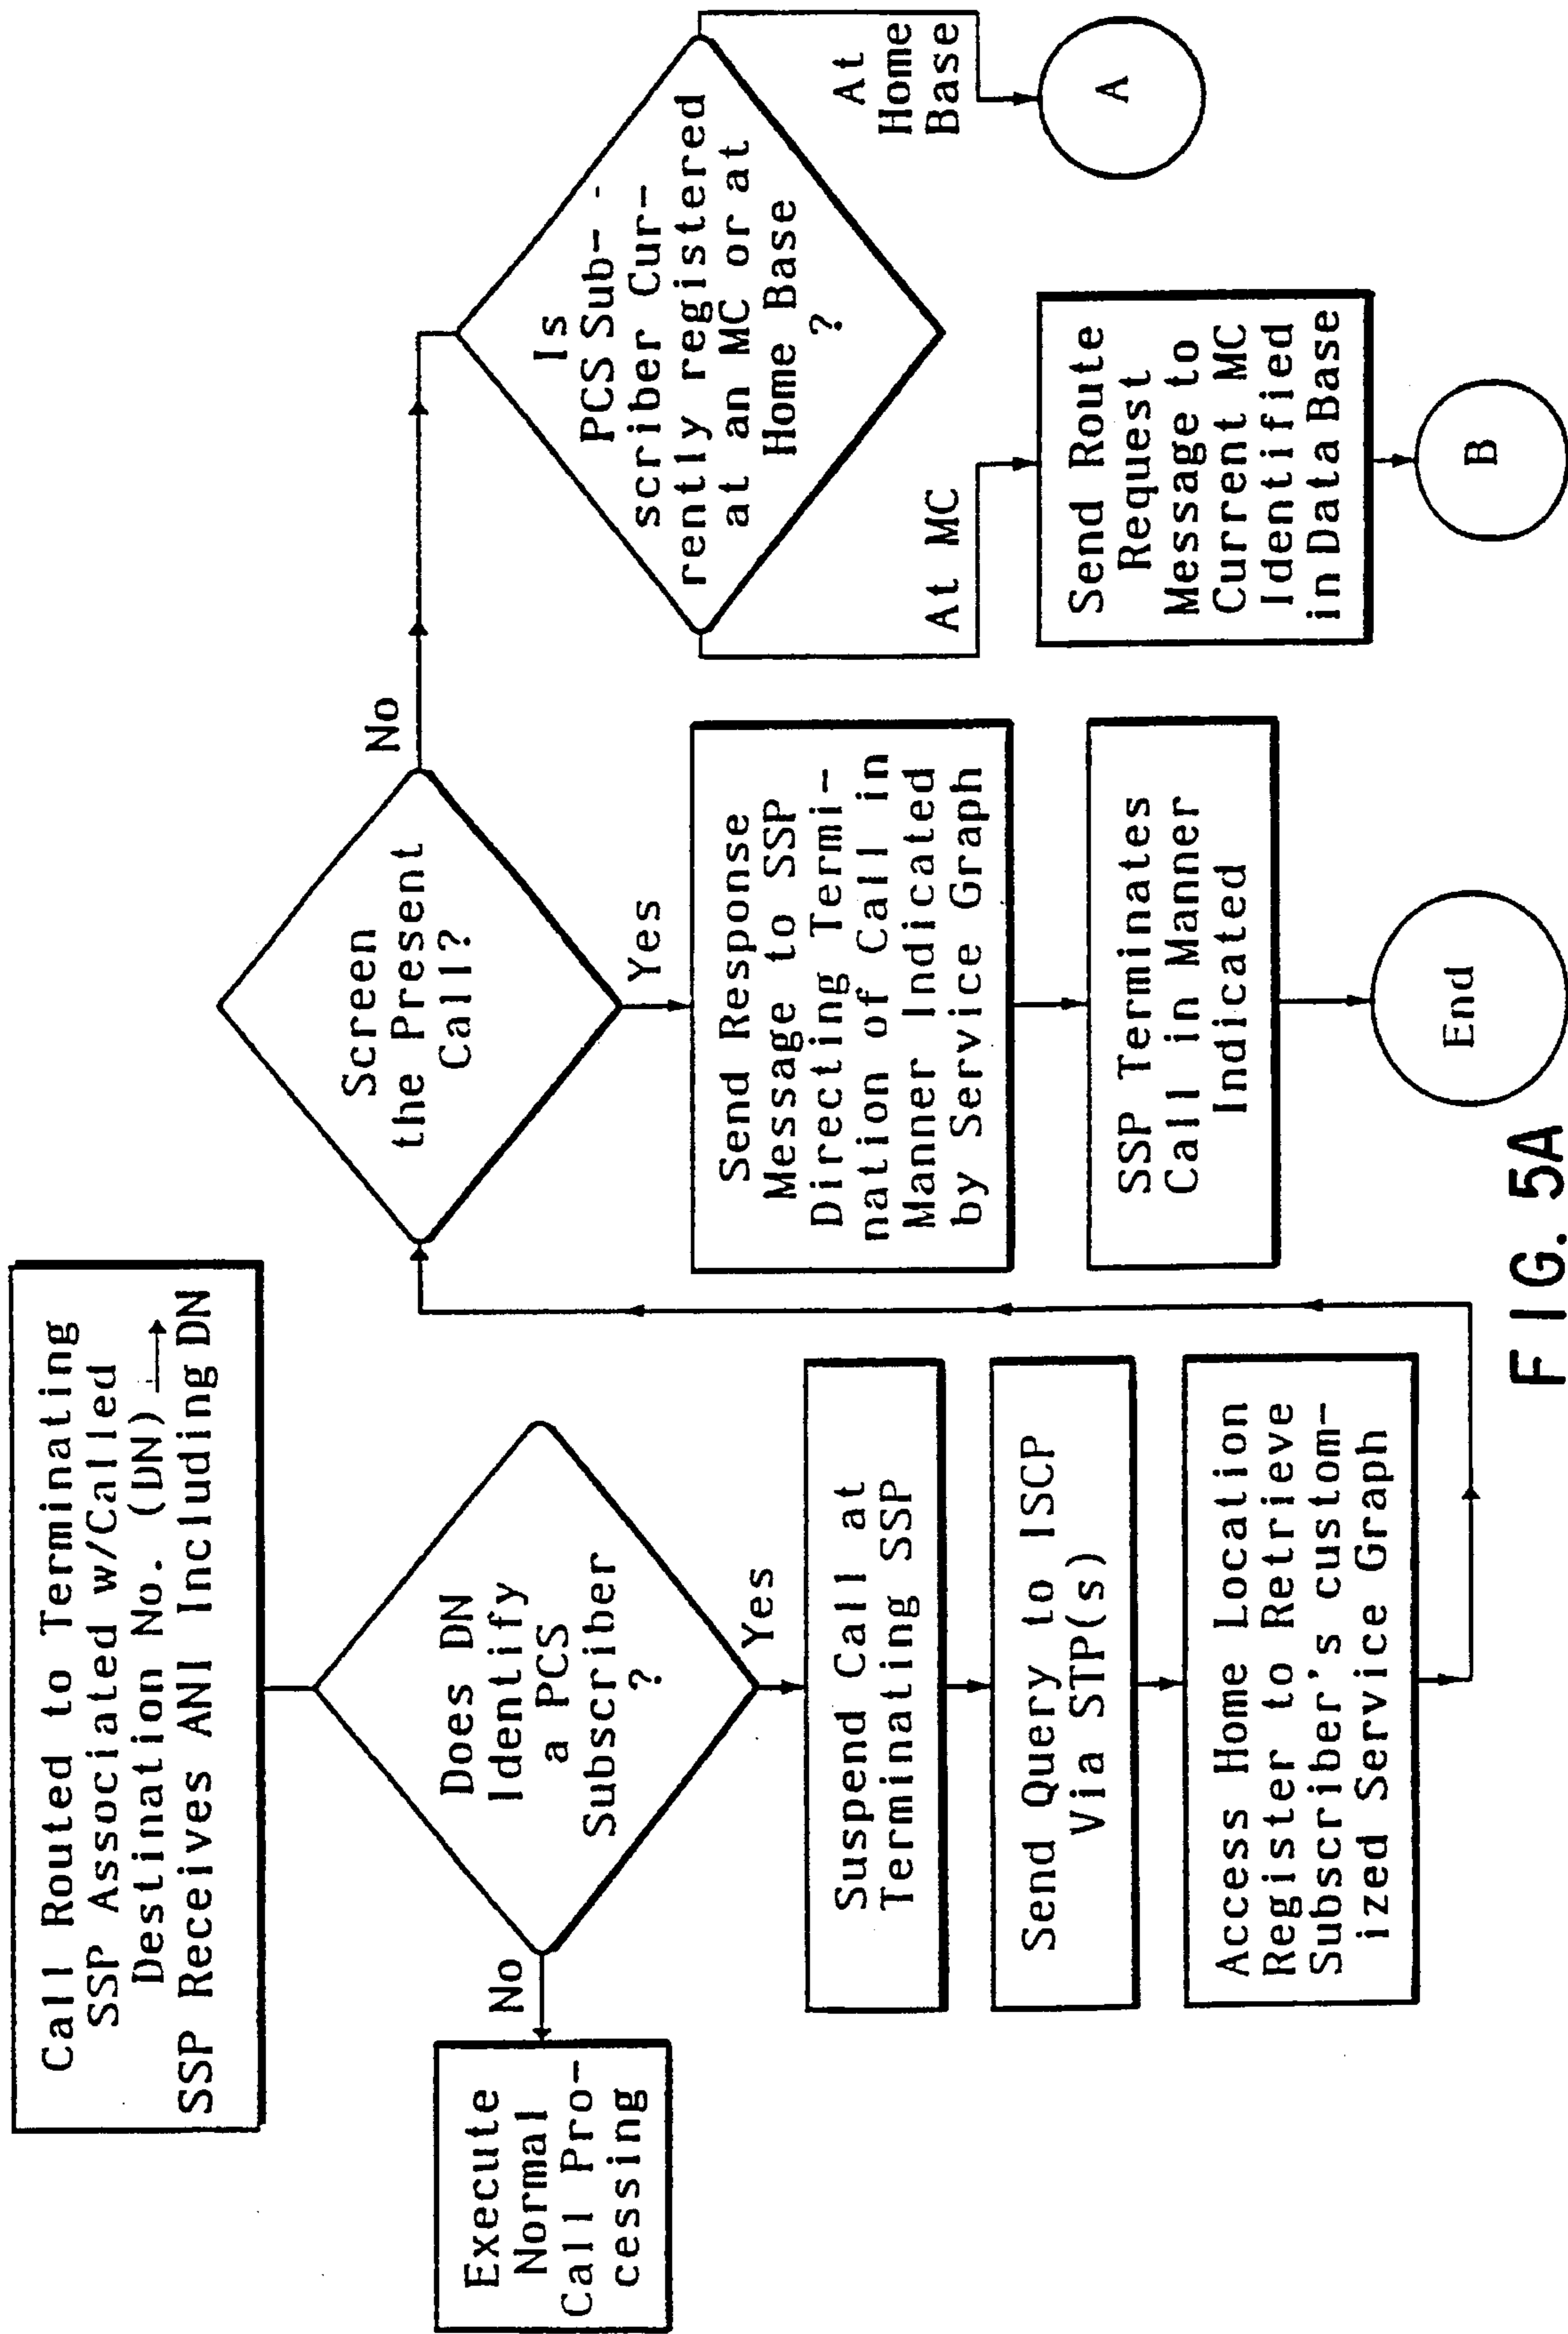 Call Routed to Terminating
SSP Associated w/Called
Destination No. (DN) →
SSP Receives ANI Including DN
Does DN
Identify
a PCS
Subscriber
?
No
Execute
Normal
Call Pro-
cessing
Yes
Suspend Call at
Terminating SSP
Send Query to ISCP
Via STP(s)
Access Home Location
Register to Retrieve
Subscriber's custom-
ized Service Graph
Screen
the Present
Call?
No
Yes
Send Response
Message to SSP
Directing Termi-
nation of Call in
Manner Indicated
by Service Graph
SSP Terminates
Call in Manner
Indicated
End
Is
PCS Sub-
scriber Cur-
rently registered
at an MC or at
Home Base
?
At MC
Send Route
Request
Message to
Current MC
Identified
in Data Base
B
At
Home
Base
A
FIG. 5A